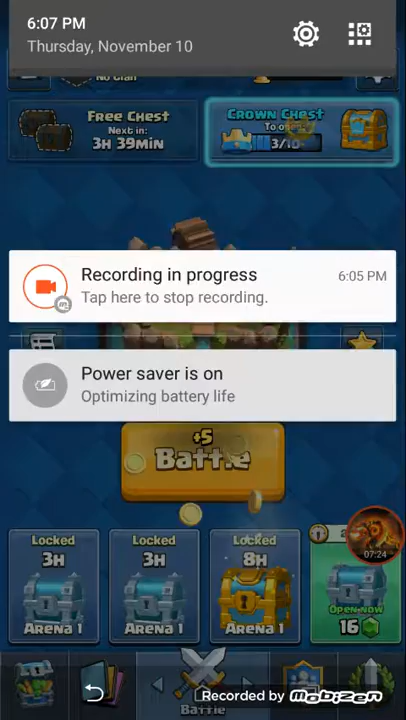 6:07 PM
Thursday, November 10
No Clan
Free Chest
Next in:
3H 39MIN
Crown Chest
To open:
3/10
Recording in progress
6:05 PM
Tap here to stop recording.
Power saver is on
Optimizing battery life
+5
Battle
Locked
3H
Arena 1
Locked
3H
Arena 1
Locked
8H
Arena 1
07:24
Open now
16
Battle
Recorded by Mobizen